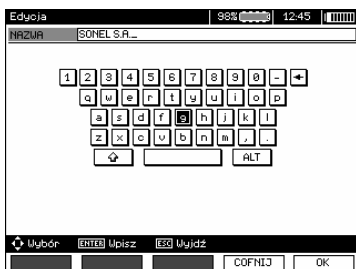 Edycja 98% 12:45
NAZWA SONEL S.A._
1 2 3 4 5 6 7 8 9 0 -
q w e r t y u i o p
a s d f g h j k l
z x c v b n m , .
ALT
Wybór ENTER Wpisz ESC Wyjdź
COFNIJ OK